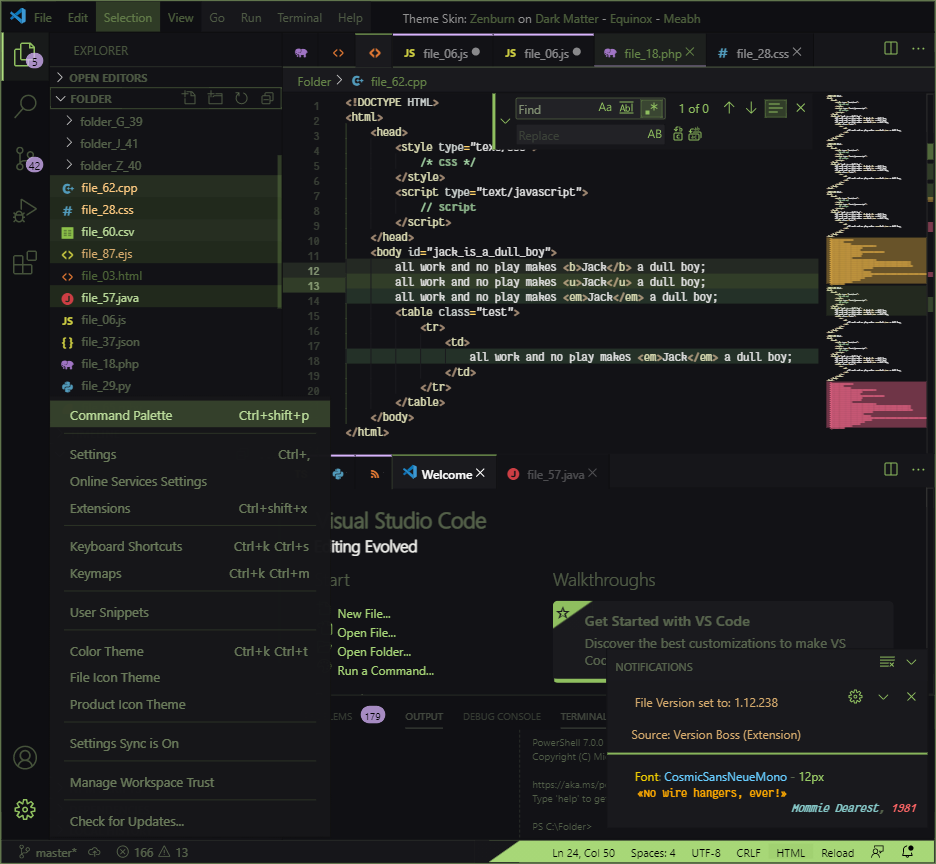 File Edit Selection View Go Run Terminal Help Theme Skin: Zenburn on Dark Matter - Equinox - Meabh
5
42
EXPLORER
OPEN EDITORS
FOLDER
folder_G_39
folder_J_41
folder_Z_40
file_62.cpp
file_28.css
file_60.csv
file_87.ejs
file_03.html
file_57.java
file_06.js
file_37.json
file_18.php
file_29.py
JS file_06.js JS file_06.js file_18.php # file_28.css
Folder > file_62.cpp
Find Aa Abl .* 1 of 0
Replace AB
1 <!DOCTYPE HTML>
2 <html>
3 <head>
4 <style type="text/css">
5 /* css */
6 </style>
7 <script type="text/javascript">
8 // script
9 </script>
10 </head>
11 <body id="jack_is_a_dull_boy">
12 all work and no play makes <b>Jack</b> a dull boy;
13 all work and no play makes <u>Jack</u> a dull boy;
14 all work and no play makes <em>Jack</em> a dull boy;
15 <table class="test">
16 <tr>
17 <td>
18 all work and no play makes <em>Jack</em> a dull boy;
19 </td>
20 </tr>
</table>
</body>
</html>
Command Palette Ctrl+shift+p
Settings Ctrl+,
Online Services Settings
Extensions Ctrl+shift+x
Keyboard Shortcuts Ctrl+k Ctrl+s
Keymaps Ctrl+k Ctrl+m
User Snippets
Color Theme Ctrl+k Ctrl+t
File Icon Theme
Product Icon Theme
Settings Sync is On
Manage Workspace Trust
Check for Updates...
Welcome file_57.java
isual Studio Code
iting Evolved
art
New File...
Open File...
Open Folder...
Run a Command...
Walkthroughs
Get Started with VS Code
Discover the best customizations to make VS
Coc
LEMS 179 OUTPUT DEBUG CONSOLE TERMINAL
PowerShell 7.0.0
Copyright (C) Mi
https://aka.ms/p
Type 'help' to ge
PS C:\Folder>
NOTIFICATIONS
File Version set to: 1.12.238
Source: Version Boss (Extension)
Font: CosmicSansNeueMono - 12px
«No wire hangers, ever!»
Mommie Dearest, 1981
master* 166 13 Ln 24, Col 50 Spaces: 4 UTF-8 CRLF HTML Reload